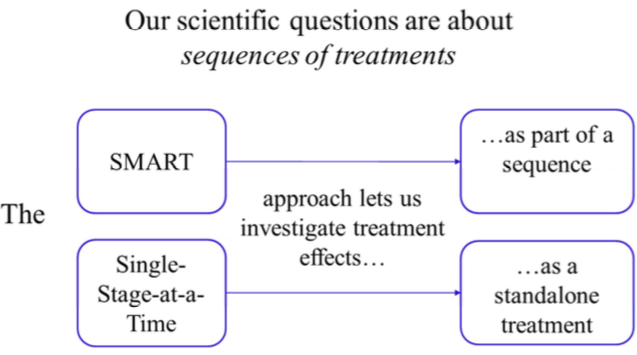 Our scientific questions are about
sequences of treatments
The
SMART
Single-
Stage-at-a-
Time
approach lets us
investigate treatment
effects…
…as part of a
sequence
…as a
standalone
treatment